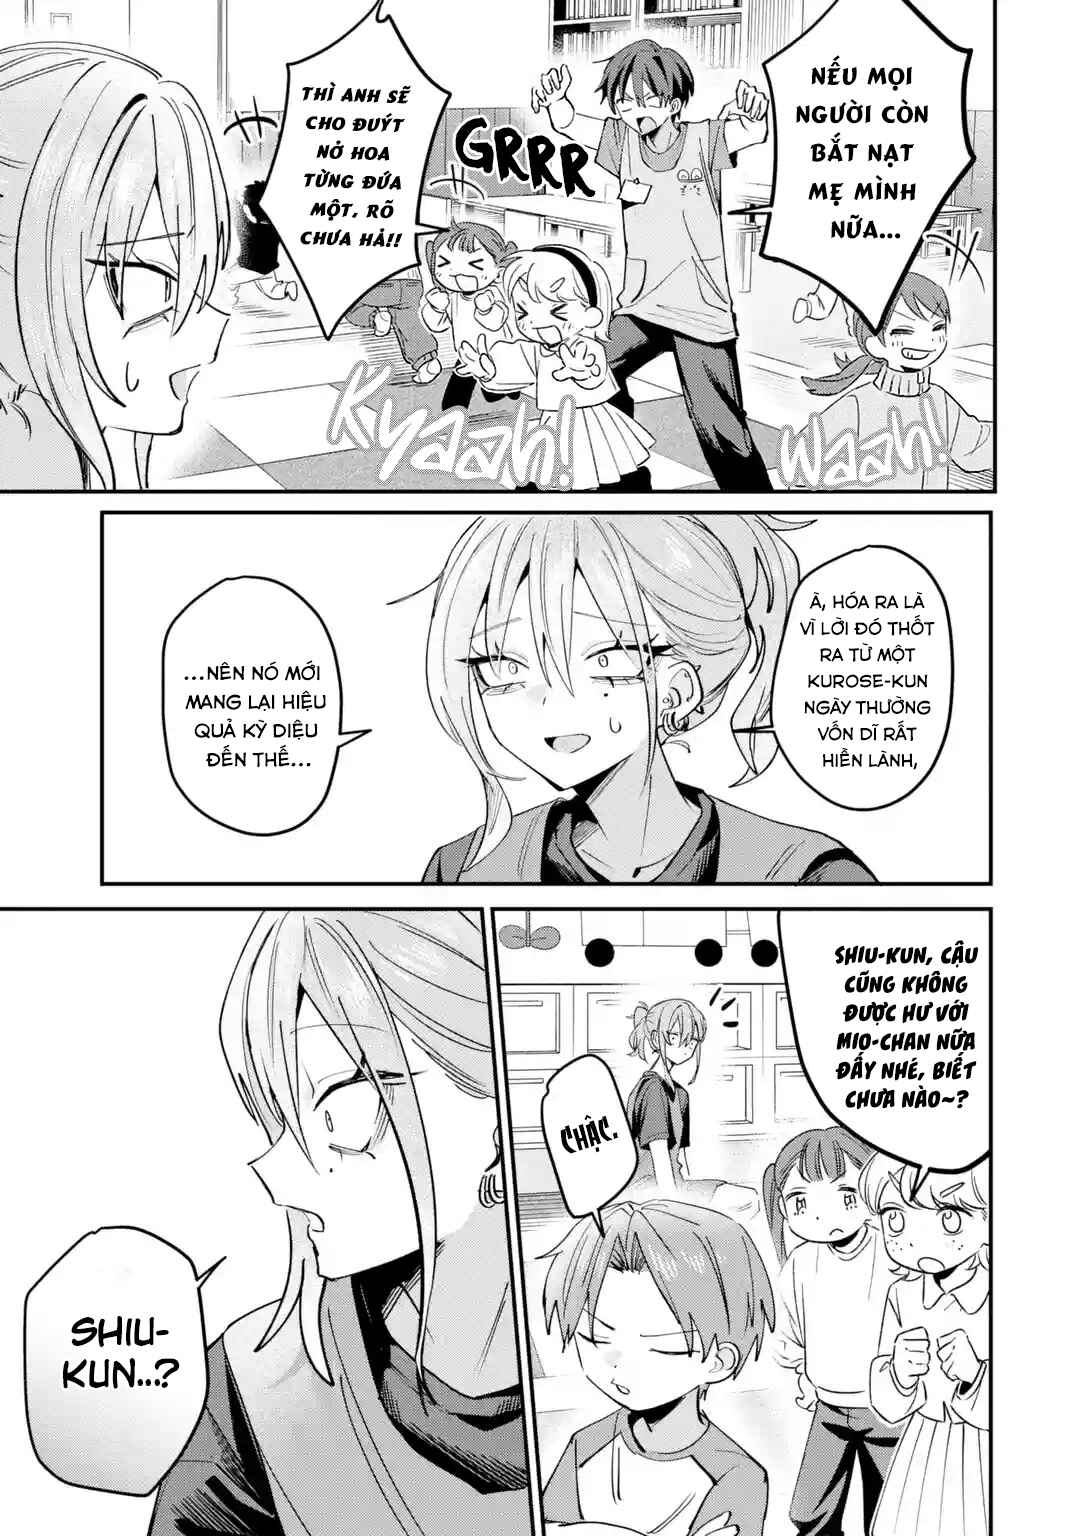 NẾU MỌI
NGƯỜI CÒN
BẮT NẠT
MẸ MÌNH
NỮA...
GRRR
THÌ ANH SẼ
CHO ĐUÝT
NỞ HOA
TỪNG ĐỨA
MỘT, RÕ
CHƯA HẢ!!
Kyaah!
Waah!
À, HÓA RA LÀ
VÌ LỜI ĐÓ THỐT
RA TỪ MỘT
KUROSE-KUN
NGÀY THƯỜNG
VỐN DĨ RẤT
HIỀN LÀNH,
...NÊN NÓ MỚI
MANG LẠI HIỆU
QUẢ KỲ DIỆU
ĐẾN THẾ...
SHIU-KUN, CẬU
CŨNG KHÔNG
ĐƯỢC HƯ VỚI
MIO-CHAN NỮA
ĐẤY NHÉ, BIẾT
CHƯA NÀO~?
CHẬC.
SHIU-
KUN...?